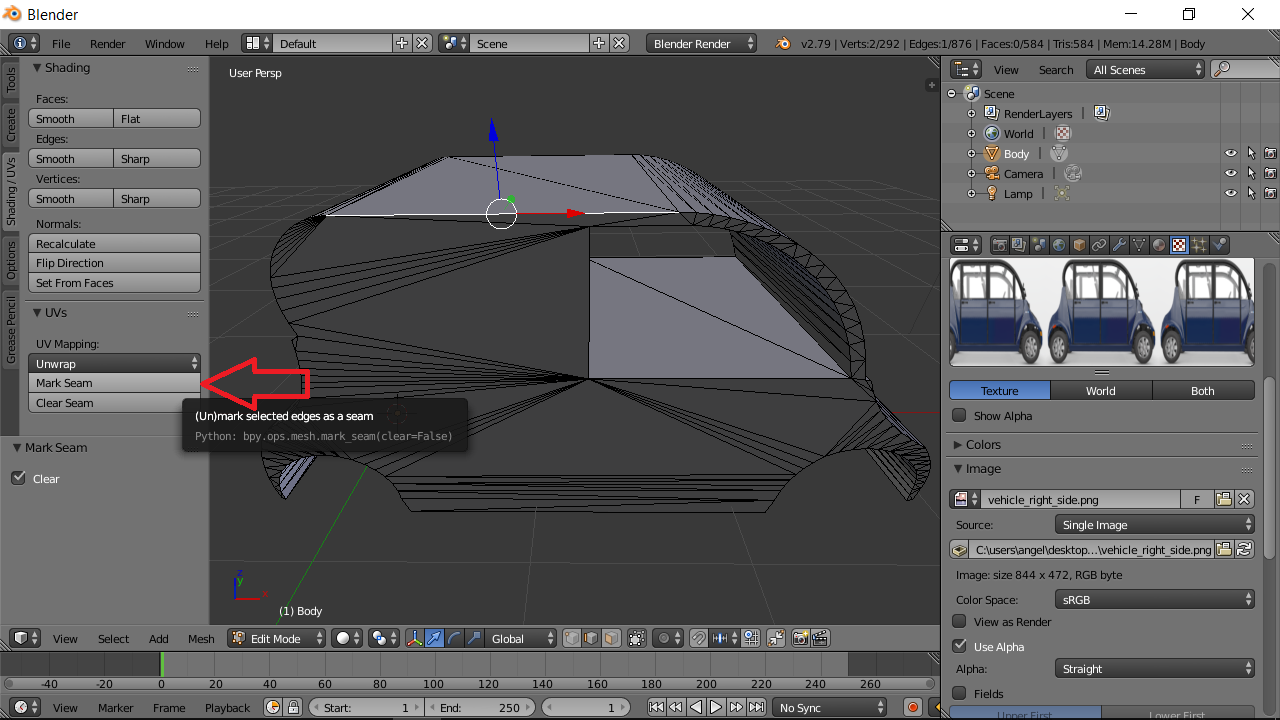 Blender
File Render Window Help Default Scene Blender Render v2.79 | Verts:2/292 | Edges:1/876 | Faces:0/584 | Tris:584 | Mem:14.28M | Body
Tools
Create
Shading / UVs
Options
Grease Pencil
Shading
Faces:
Smooth Flat
Edges:
Smooth Sharp
Vertices:
Smooth Sharp
Normals:
Recalculate
Flip Direction
Set From Faces
UVs
UV Mapping:
Unwrap
Mark Seam
Clear Seam
Mark Seam
Clear
User Persp
(Un)mark selected edges as a seam
Python: bpy.ops.mesh.mark_seam(clear=False)
z
y
x
(1) Body
View Select Add Mesh Edit Mode Global
-40 -20 0 20 40 60 80 100 120 140 160 180 200 220 240 260
View Marker Frame Playback Start: 1 End: 250 1 No Sync
View Search All Scenes
Scene
RenderLayers |
World |
Body |
Camera |
Lamp |
Texture World Both
Show Alpha
Colors
Image
vehicle_right_side.png F
Source: Single Image
C:\users\angel\desktop...\vehicle_right_side.png
Image: size 844 x 472, RGB byte
Color Space: sRGB
View as Render
Use Alpha
Alpha: Straight
Fields
Upper First Lower First